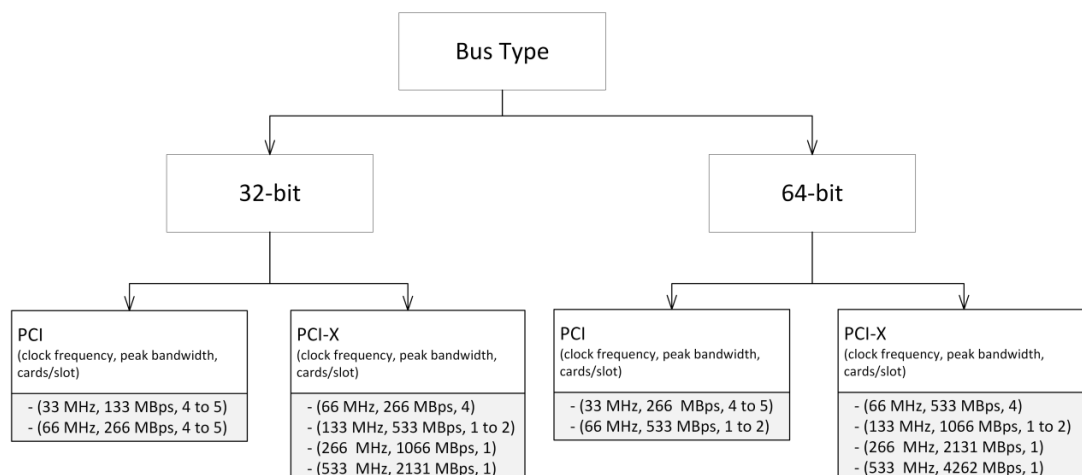 Bus Type
32-bit
64-bit
PCI
(clock frequency, peak bandwidth,
cards/slot)
- (33 MHz, 133 MBps, 4 to 5)
- (66 MHz, 266 MBps, 4 to 5)
PCI-X
(clock frequency, peak bandwidth,
cards/slot)
- (66 MHz, 266 MBps, 4)
- (133 MHz, 533 MBps, 1 to 2)
- (266  MHz, 1066 MBps, 1)
- (533  MHz, 2131 MBps, 1)
PCI
(clock frequency, peak bandwidth,
cards/slot)
- (33 MHz, 266  MBps, 4 to 5)
- (66 MHz, 533 MBps, 1 to 2)
PCI-X
(clock frequency, peak bandwidth,
cards/slot)
- (66 MHz, 533 MBps, 4)
- (133 MHz, 1066 MBps, 1 to 2)
- (266  MHz, 2131 MBps, 1)
- (533  MHz, 4262 MBps, 1)